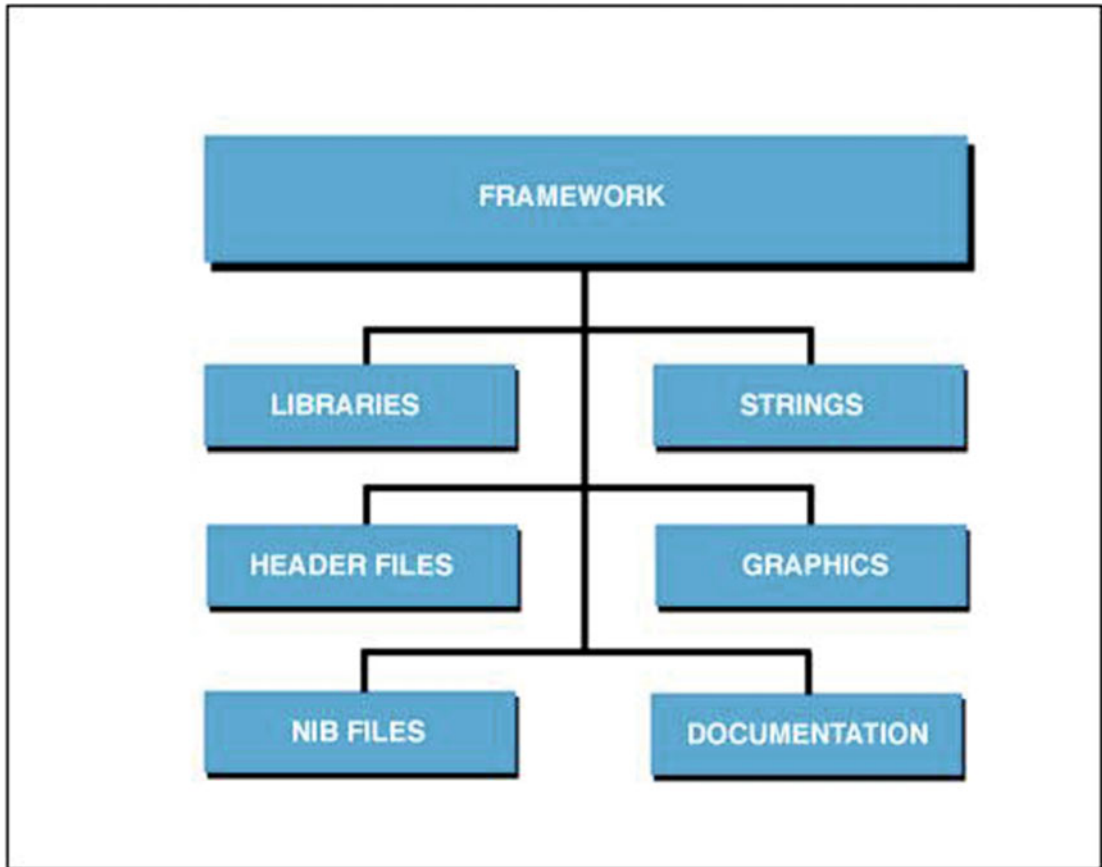 FRAMEWORK
LIBRARIES
STRINGS
HEADER FILES
GRAPHICS
NIB FILES
DOCUMENTATION